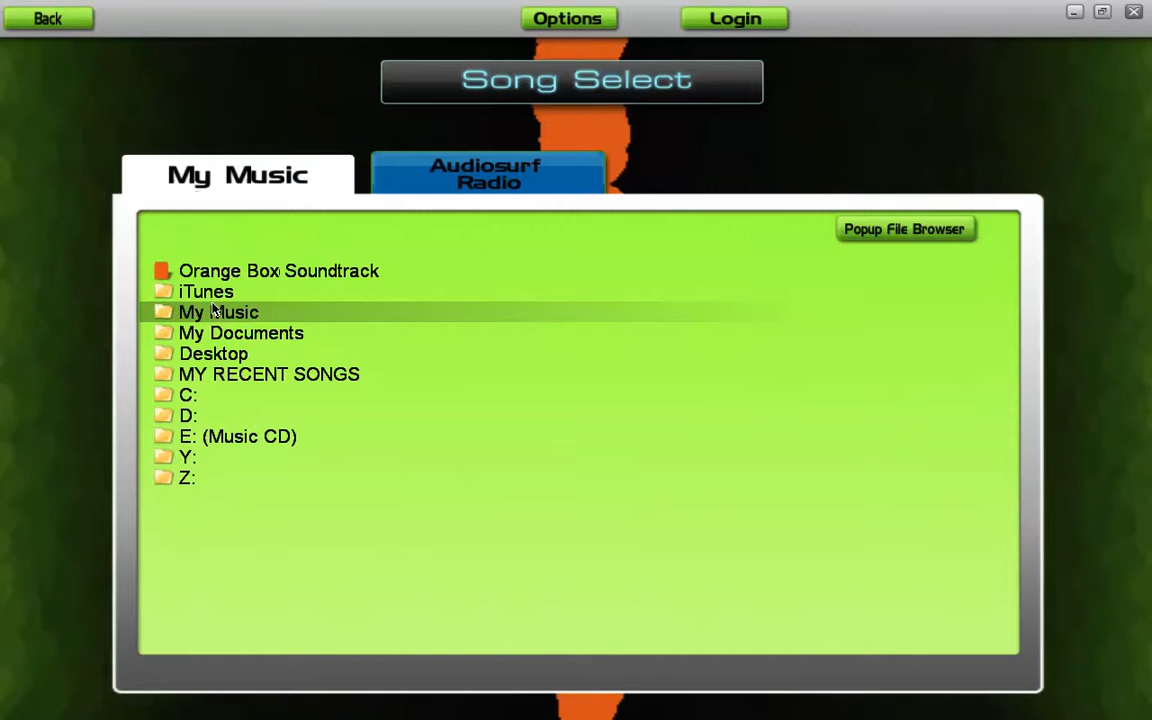 Back
Options
Login
Song Select
My Music
Audiosurf
Radio
Popup File Browser
Orange Box Soundtrack
iTunes
My Music
My Documents
Desktop
MY RECENT SONGS
C:
D:
E: (Music CD)
Y:
Z: